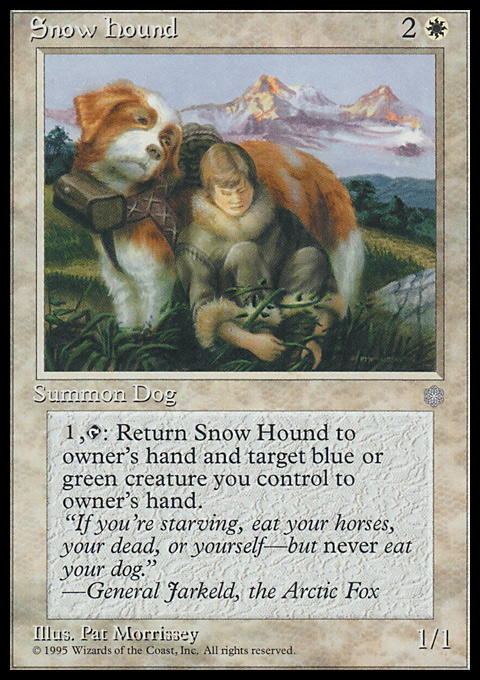 Snow Hound 2
Summon Dog
1, : Return Snow Hound to
owner's hand and target blue or
green creature you control to
owner's hand.
“If you're starving, eat your horses,
your dead, or yourself—but never eat
your dog.”
—General Jarkeld, the Arctic Fox
Illus. Pat Morrissey
1/1
© 1995 Wizards of the Coast, Inc. All rights reserved.